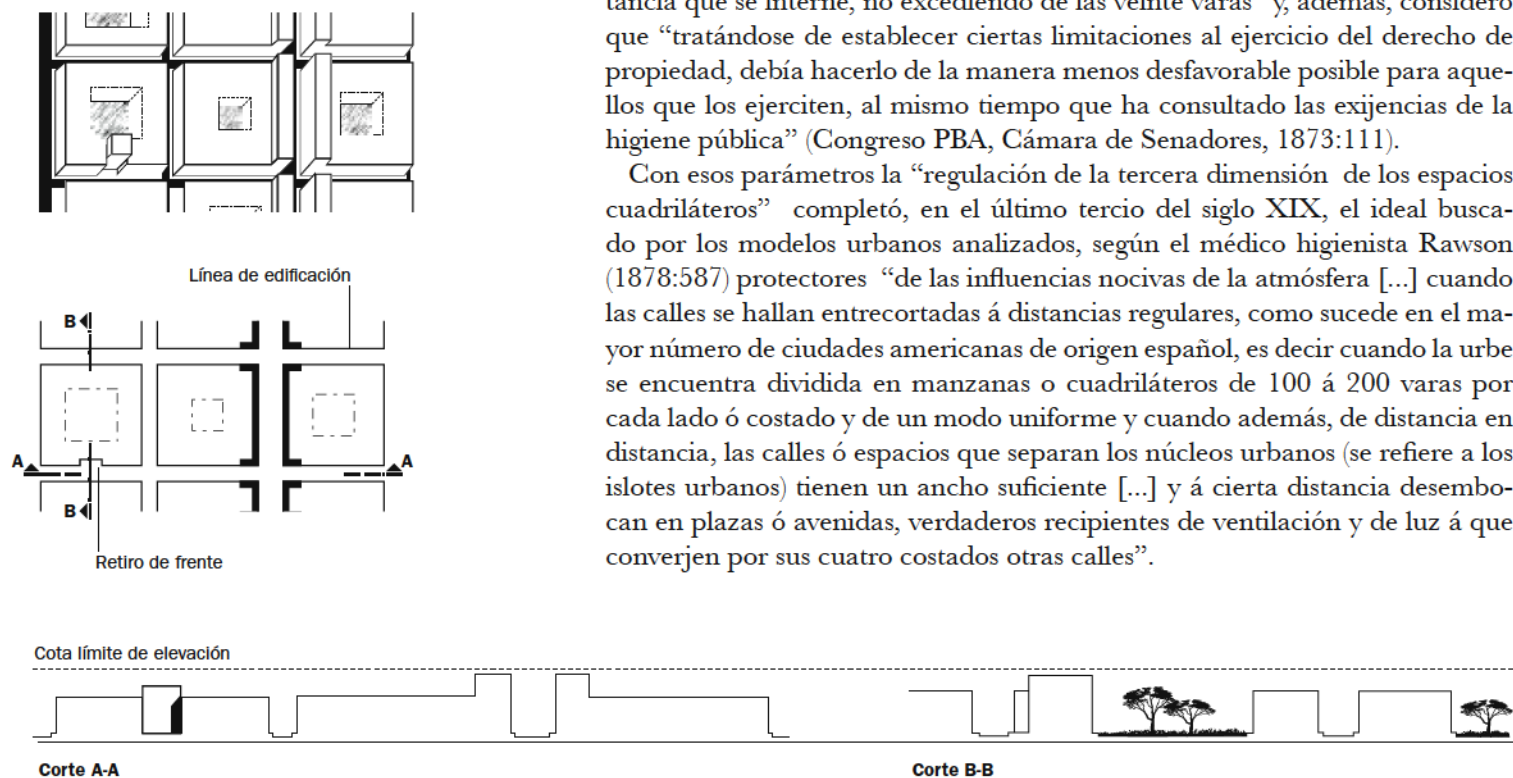 tancia que se interne, no excediendo de las veinte varas” y, además, consideró
que “tratándose de establecer ciertas limitaciones al ejercicio del derecho de
propiedad, debía hacerlo de la manera menos desfavorable posible para aque-
llos que los ejerciten, al mismo tiempo que ha consultado las exijencias de la
higiene pública” (Congreso PBA, Cámara de Senadores, 1873:111).
Con esos parámetros la “regulación de la tercera dimensión de los espacios
cuadriláteros” completó, en el último tercio del siglo XIX, el ideal busca-
do por los modelos urbanos analizados, según el médico higienista Rawson
(1878:587) protectores “de las influencias nocivas de la atmósfera [...] cuando
las calles se hallan entrecortadas á distancias regulares, como sucede en el ma-
yor número de ciudades americanas de origen español, es decir cuando la urbe
se encuentra dividida en manzanas o cuadriláteros de 100 á 200 varas por
cada lado ó costado y de un modo uniforme y cuando además, de distancia en
distancia, las calles ó espacios que separan los núcleos urbanos (se refiere a los
islotes urbanos) tienen un ancho suficiente [...] y á cierta distancia desembo-
can en plazas ó avenidas, verdaderos recipientes de ventilación y de luz á que
converjen por sus cuatro costados otras calles”.
Línea de edificación
B
A
A
B
Retiro de frente
Cota límite de elevación
Corte A-A
Corte B-B